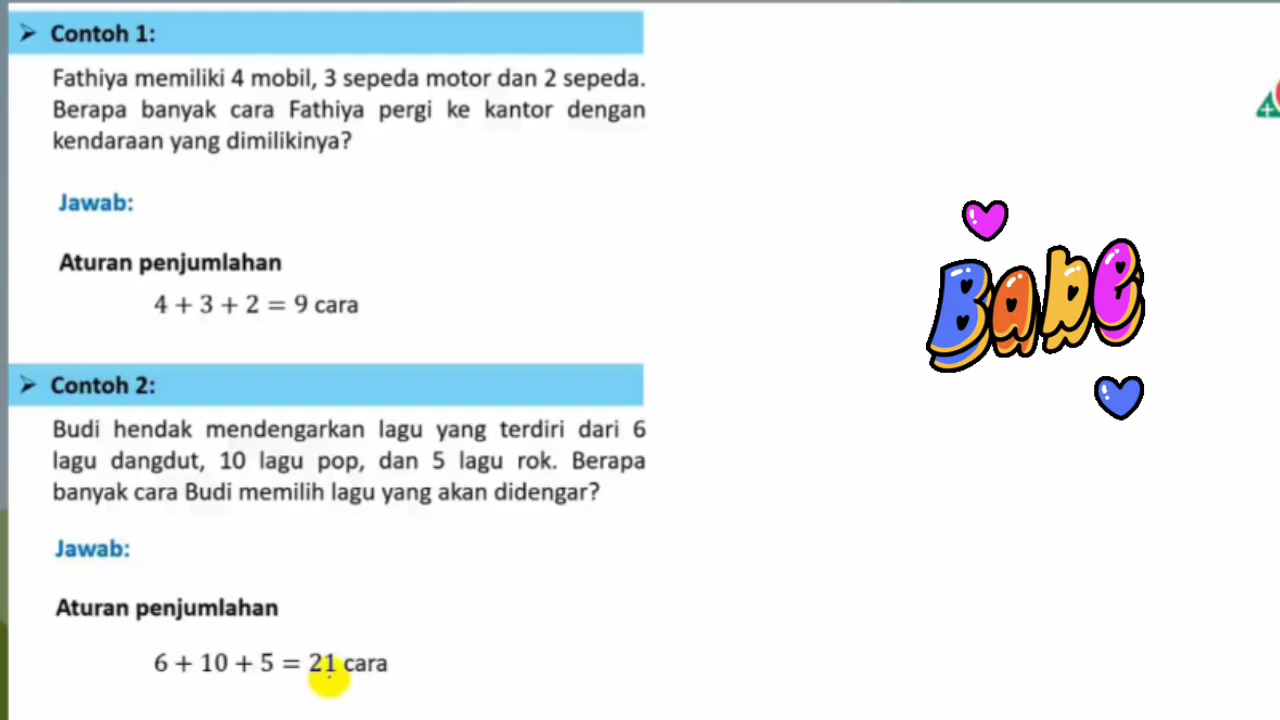 Contoh 1:
Fathiya memiliki 4 mobil, 3 sepeda motor dan 2 sepeda.
Berapa banyak cara Fathiya pergi ke kantor dengan
kendaraan yang dimilikinya?
Jawab:
Aturan penjumlahan
4 + 3 + 2 = 9 cara
Contoh 2:
Budi hendak mendengarkan lagu yang terdiri dari 6
lagu dangdut, 10 lagu pop, dan 5 lagu rok. Berapa
banyak cara Budi memilih lagu yang akan didengar?
Jawab:
Aturan penjumlahan
6 + 10 + 5 = 21 cara
Babe